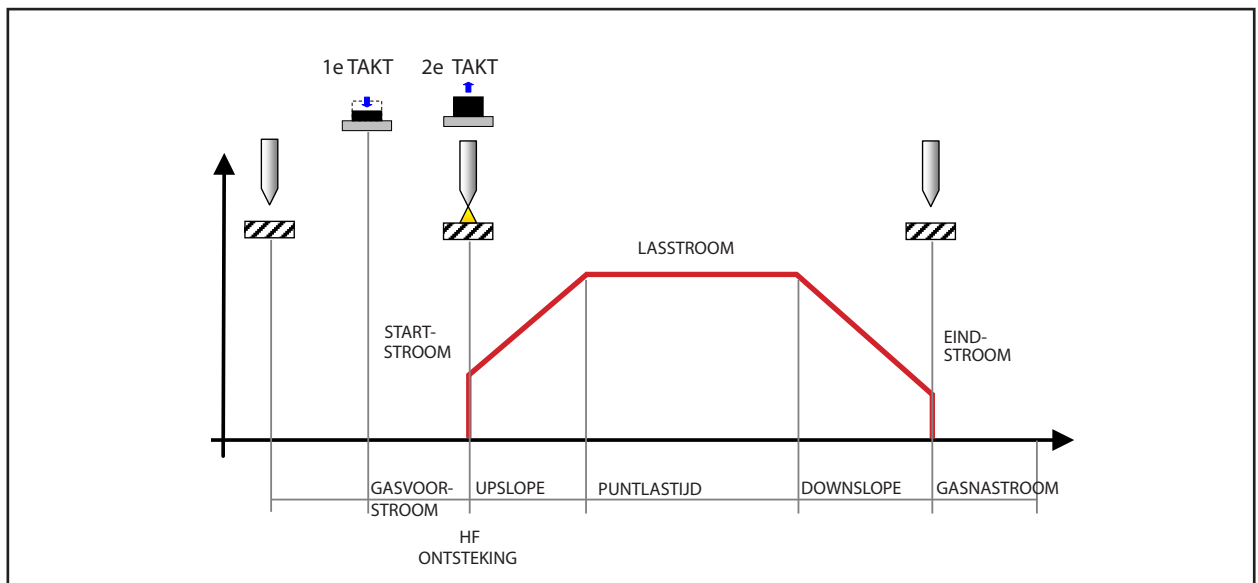 1e TAKT
2e TAKT
LASSTROOM
START-
STROOM
EIND-
STROOM
GASVOOR-
STROOM
UPSLOPE
PUNTLASTIJD
DOWNSLOPE
GASNASTROOM
HF
ONTSTEKING